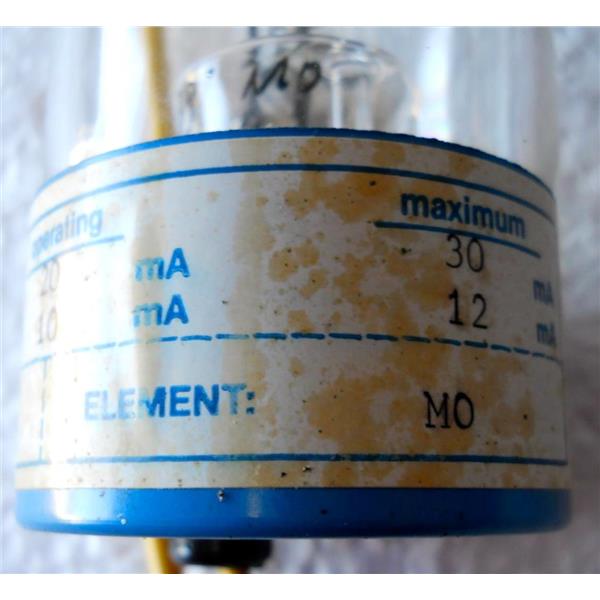 MO
operating maximum
20 mA 30 mA
10 mA 12 mA
ELEMENT: MO